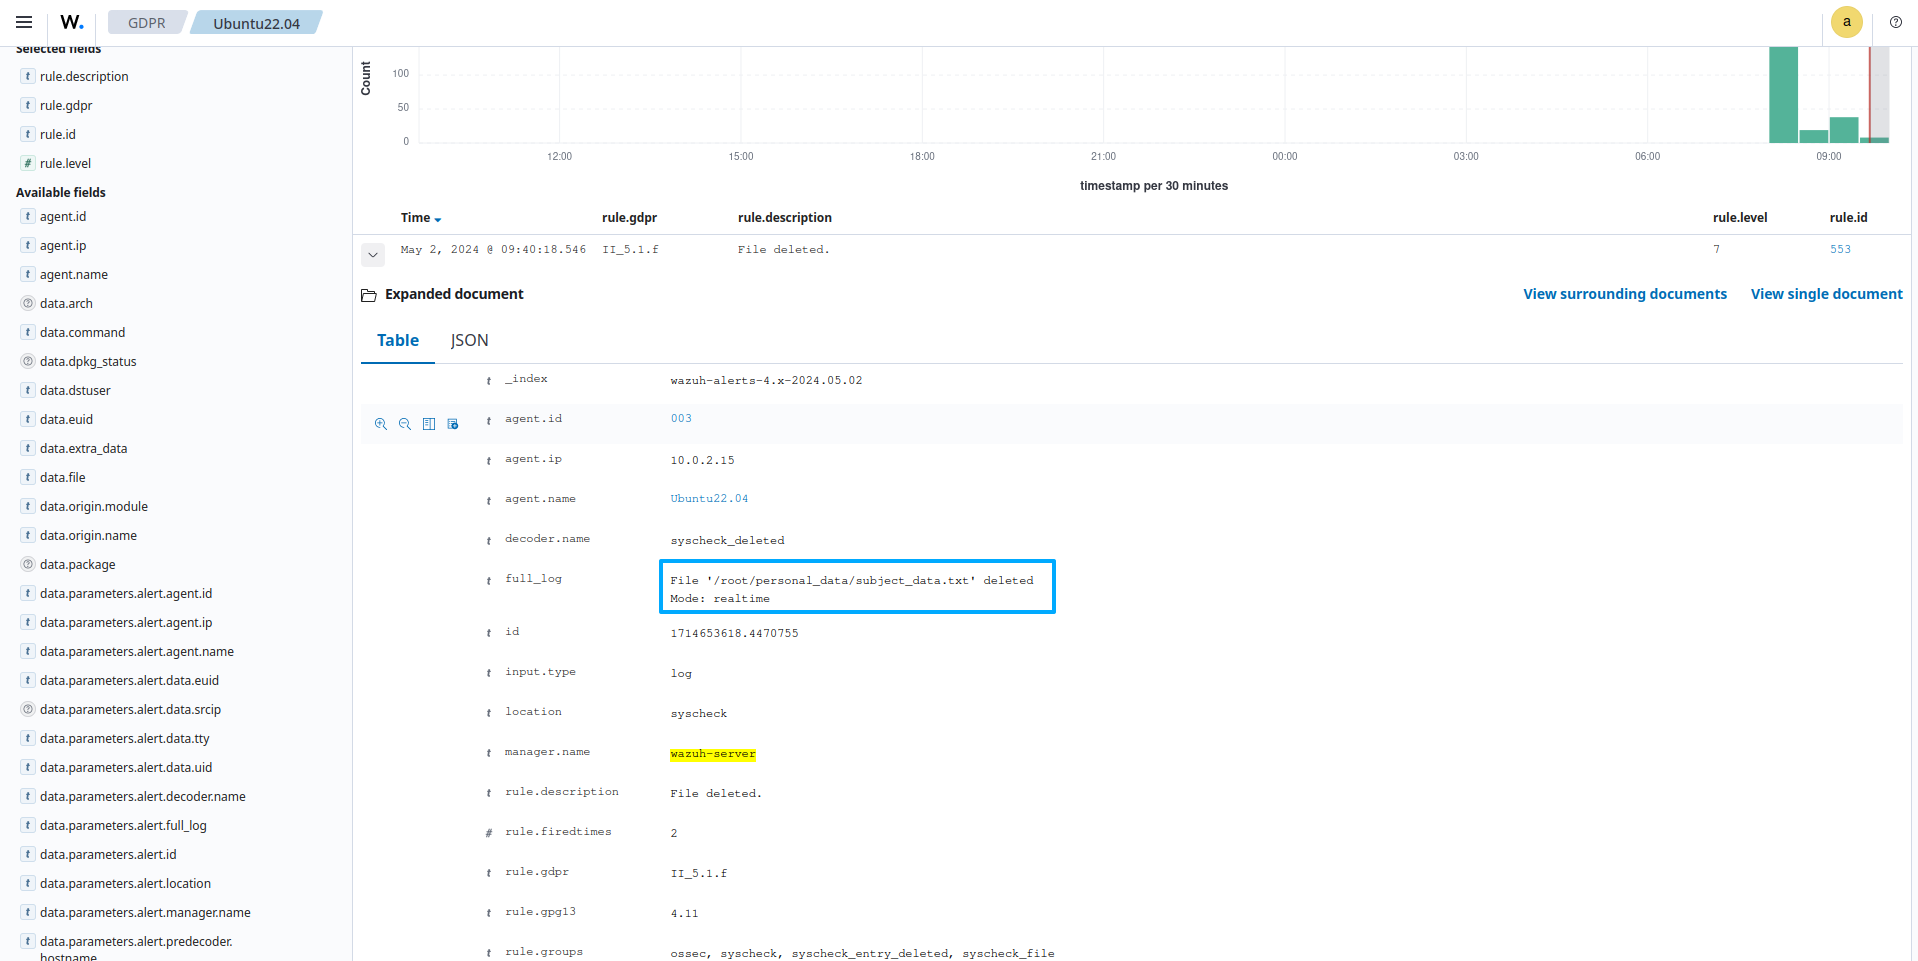 W.
GDPR
Ubuntu22.04
a
Selected fields
t rule.description
t rule.gdpr
t rule.id
# rule.level
Available fields
t agent.id
t agent.ip
t agent.name
data.arch
t data.command
data.dpkg_status
t data.dstuser
t data.euid
t data.extra_data
t data.file
t data.origin.module
t data.origin.name
data.package
t data.parameters.alert.agent.id
t data.parameters.alert.agent.ip
t data.parameters.alert.agent.name
t data.parameters.alert.data.euid
data.parameters.alert.data.srcip
t data.parameters.alert.data.tty
t data.parameters.alert.data.uid
t data.parameters.alert.decoder.name
t data.parameters.alert.full_log
t data.parameters.alert.id
t data.parameters.alert.location
t data.parameters.alert.manager.name
t data.parameters.alert.predecoder.
hostname
Count
100
50
0
12:00 15:00 18:00 21:00 00:00 03:00 06:00 09:00
timestamp per 30 minutes
Time rule.gdpr rule.description rule.level rule.id
May 2, 2024 @ 09:40:18.546 II_5.1.f File deleted. 7 553
Expanded document View surrounding documents View single document
Table JSON
t _index wazuh-alerts-4.x-2024.05.02
t agent.id 003
t agent.ip 10.0.2.15
t agent.name Ubuntu22.04
t decoder.name syscheck_deleted
t full_log File '/root/personal_data/subject_data.txt' deleted
Mode: realtime
t id 1714653618.4470755
t input.type log
t location syscheck
t manager.name wazuh-server
t rule.description File deleted.
# rule.firedtimes 2
t rule.gdpr II_5.1.f
t rule.gpg13 4.11
t rule.groups ossec, syscheck, syscheck_entry_deleted, syscheck_file